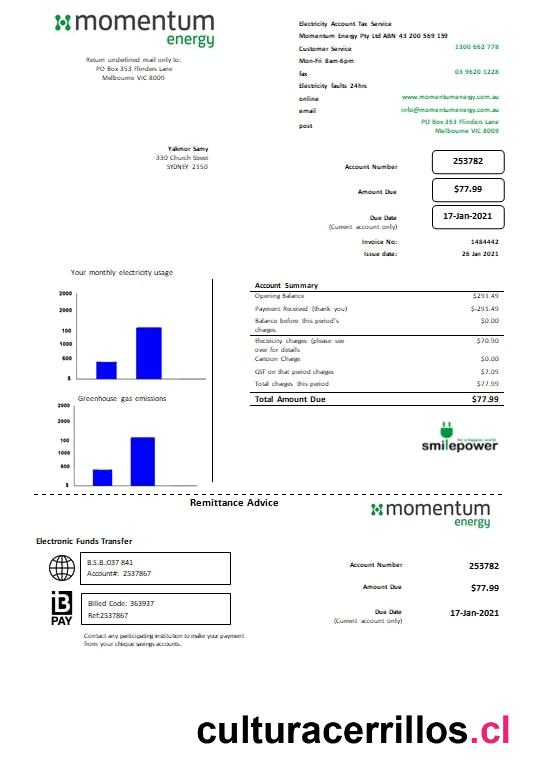 momentum
energy
Return undefiled mail only to:
PO Box 353 Flinders Lane
Melbourne VIC 8009
Electricity Account Tax Service
Momentum Energy Pty Ltd ABN 43 200 569 159
Customer Service 1300 662 778
Mon-Fri 8am-6pm
fax 03 9620 1228
Electricity faults 24hrs
online www.momentumenergy.com.au
email info@momentumenergy.com.au
post PO Box 353 Flinders Lane
Melbourne VIC 8009
Yakmor Samy
330 Church Street
SYDNEY 2150
Account Number 253782
Amount Due $77.99
Due Date 17-Jan-2021
(Current account only)
Invoice No: 1484442
Issue date: 26 Jan 2021
Your monthly electricity usage
2000
2000
100
1000
600
$
Greenhouse gas emissions
2000
2000
100
1000
600
$
Account Summary
Opening Balance $291.49
Payment Received (thank you) $-291.49
Balance before this period's $0.00
charges
Electricity charges (please see $70.90
over for details
Cartoon Charge $0.00
GST on that period charges $7.09
Total charges this period $77.99
Total Amount Due $77.99
for a happier world
smilepower
Remittance Advice
momentum
energy
Electronic Funds Transfer
B.S.B.:037 841
Account#: 2537867
B
PAY
Billed Code: 363937
Ref:2537867
Contact any participating institution to make your payment
from your cheque savings accounts.
Account Number 253782
Amount Due $77.99
Due Date 17-Jan-2021
(Current account only)
culturacerrillos.cl